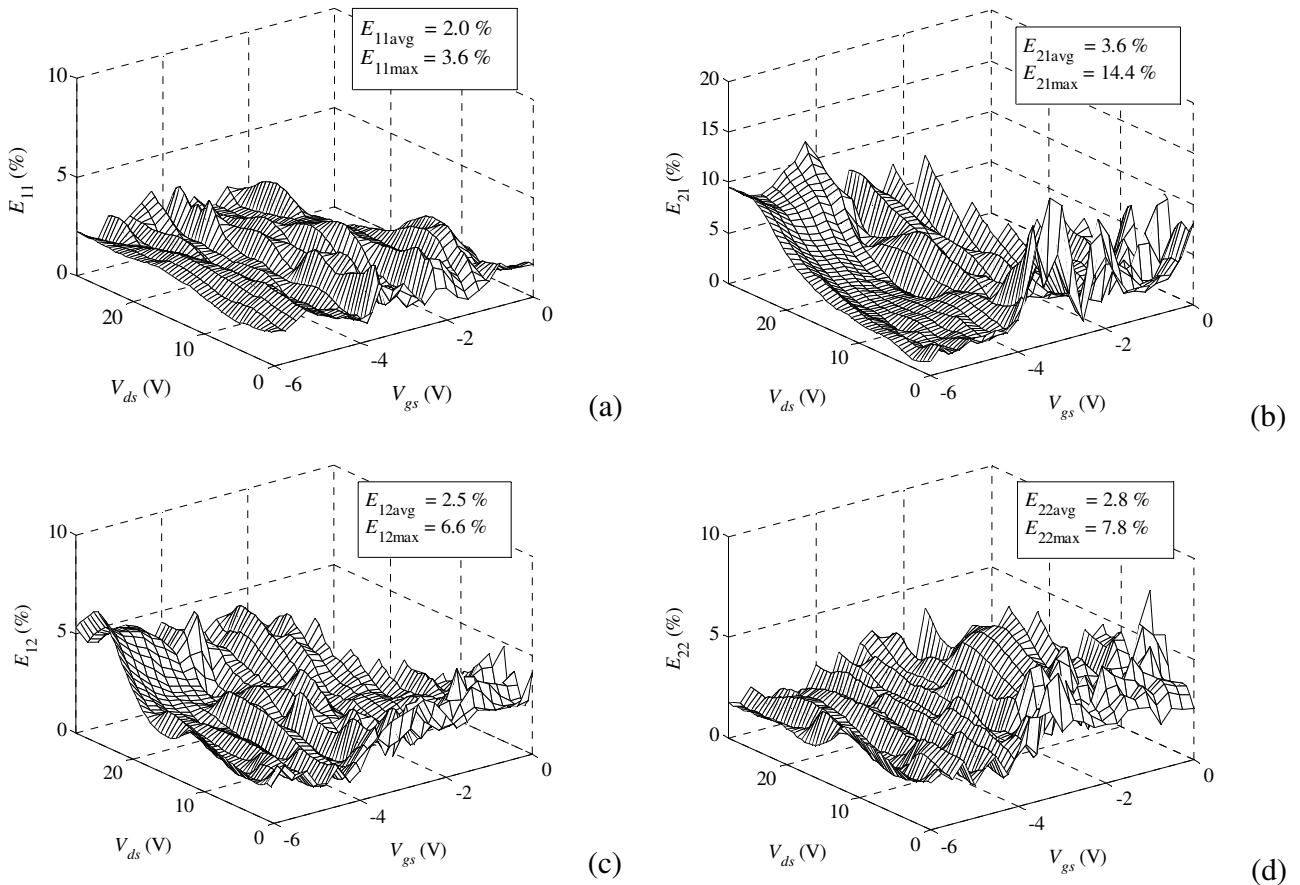 E11avg = 2.0 %
E11max = 3.6 %
10
5
0
E11 (%)
20
10
0
Vds (V)
-6
-4
-2
0
Vgs (V)
(a)
E21avg = 3.6 %
E21max = 14.4 %
20
15
10
5
0
E21 (%)
20
10
0
Vds (V)
-6
-4
-2
0
Vgs (V)
(b)
E12avg = 2.5 %
E12max = 6.6 %
10
5
0
E12 (%)
20
10
0
Vds (V)
-6
-4
-2
0
Vgs (V)
(c)
E22avg = 2.8 %
E22max = 7.8 %
10
5
0
E22 (%)
20
10
0
Vds (V)
-6
-4
-2
0
Vgs (V)
(d)